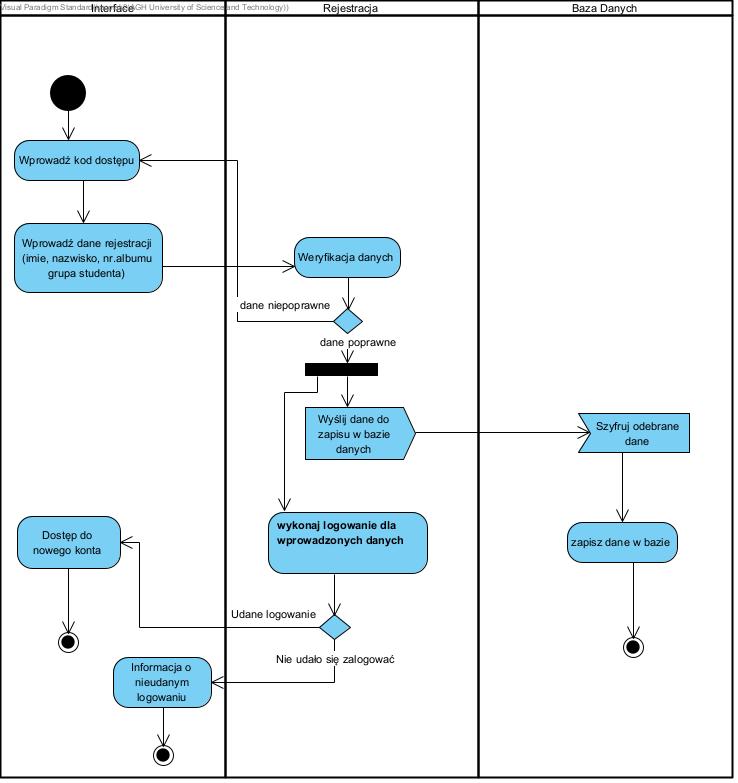 Visual Paradigm Standard AGH University of Science and Technology))
Interface
Rejestracja
Baza Danych
Wprowadź kod dostępu
Wprowadź dane rejestracji
(imie, nazwisko, nr.albumu
grupa studenta)
Weryfikacja danych
dane niepoprawne
dane poprawne
Wyślij dane do
zapisu w bazie
danych
Szyfruj odebrane
dane
wykonaj logowanie dla
wprowadzonych danych
Dostęp do
nowego konta
zapisz dane w bazie
Udane logowanie
Nie udało się zalogować
Informacja o
nieudanym
logowaniu